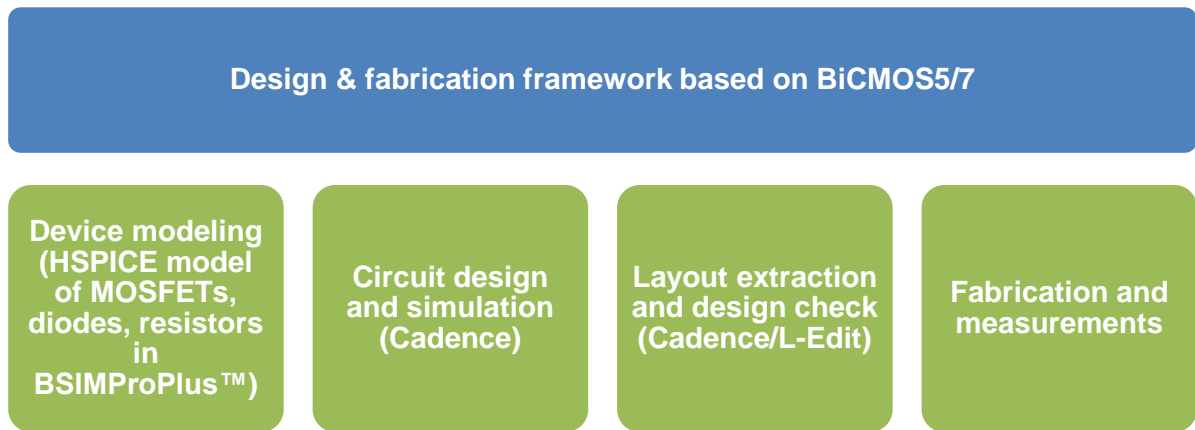 Design & fabrication framework based on BiCMOS5/7
Device modeling
(HSPICE model
of MOSFETs,
diodes, resistors
in
BSIMProPlus™)
Circuit design
and simulation
(Cadence)
Layout extraction
and design check
(Cadence/L-Edit)
Fabrication and
measurements